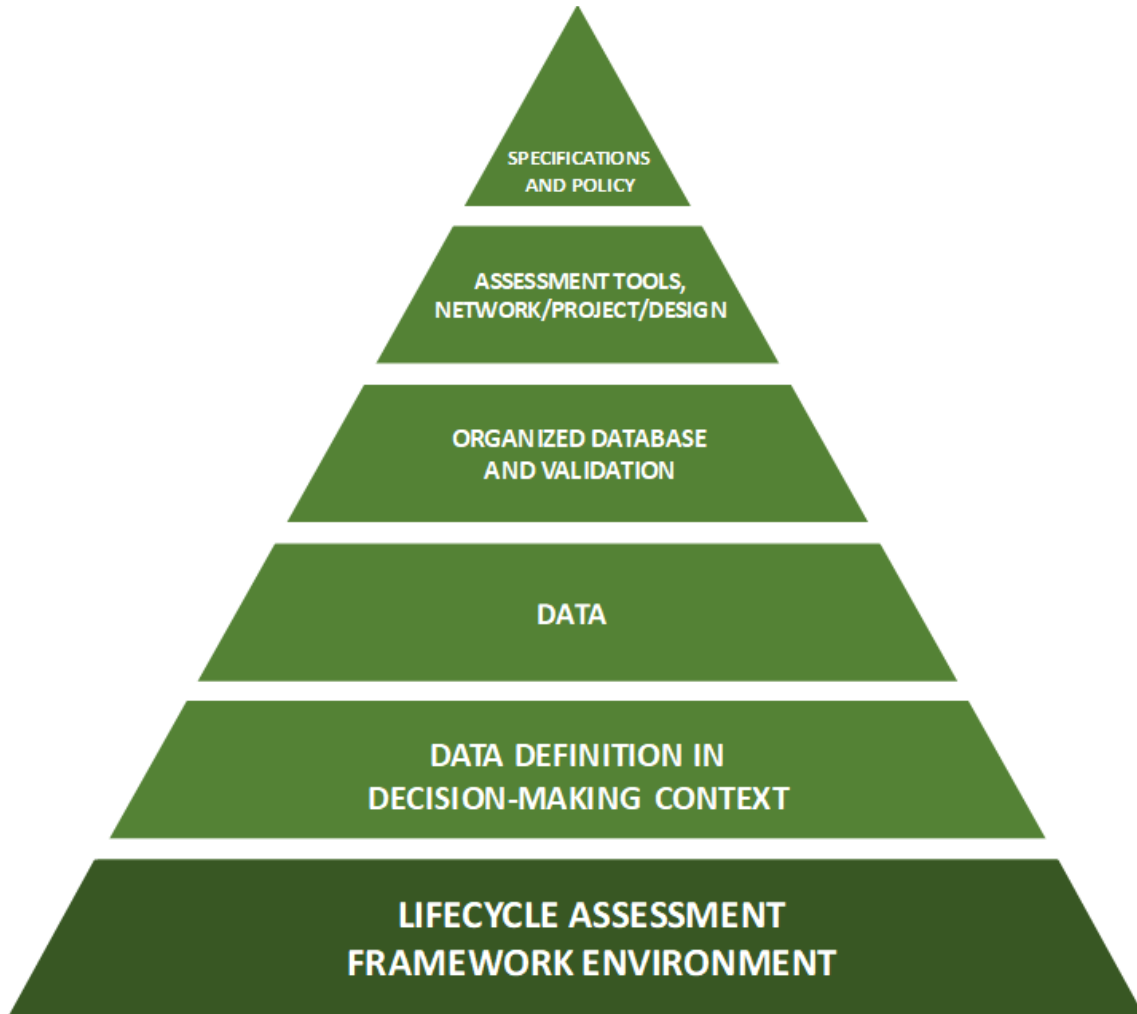 SPECIFICATIONS
AND POLICY
ASSESSMENT TOOLS,
NETWORK/PROJECT/DESIGN
ORGANIZED DATABASE
AND VALIDATION
DATA
DATA DEFINITION IN
DECISION-MAKING CONTEXT
LIFECYCLE ASSESSMENT
FRAMEWORK ENVIRONMENT